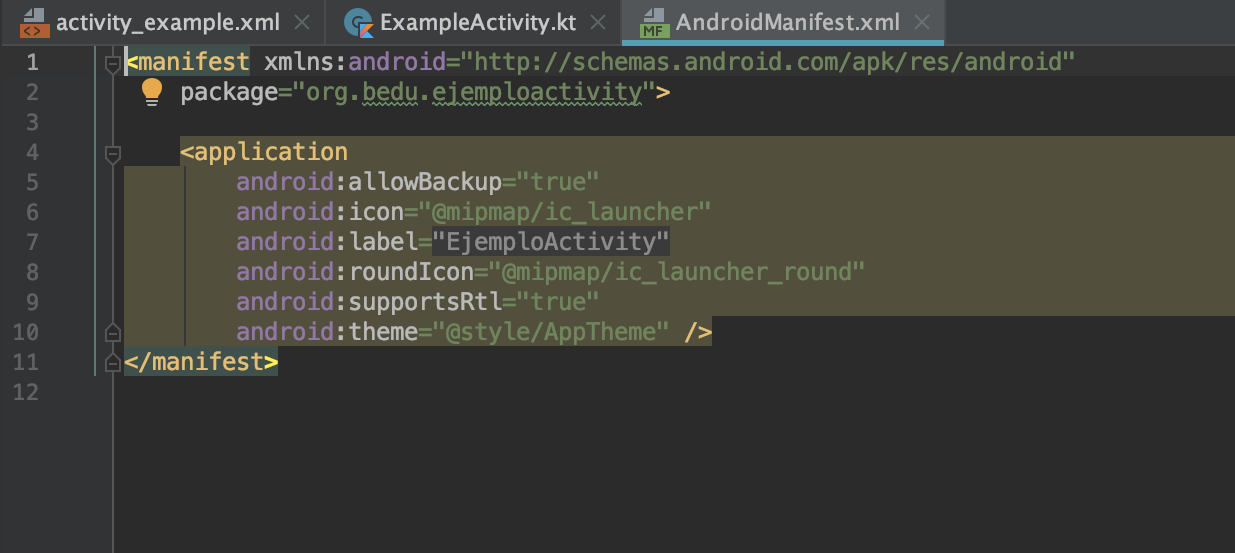 activity_example.xml ExampleActivity.kt MF AndroidManifest.xml
1 <manifest xmlns:android="http://schemas.android.com/apk/res/android"
2 package="org.bedu.ejemploactivity">
3
4 <application
5 android:allowBackup="true"
6 android:icon="@mipmap/ic_launcher"
7 android:label="EjemploActivity"
8 android:roundIcon="@mipmap/ic_launcher_round"
9 android:supportsRtl="true"
10 android:theme="@style/AppTheme" />
11 </manifest>
12